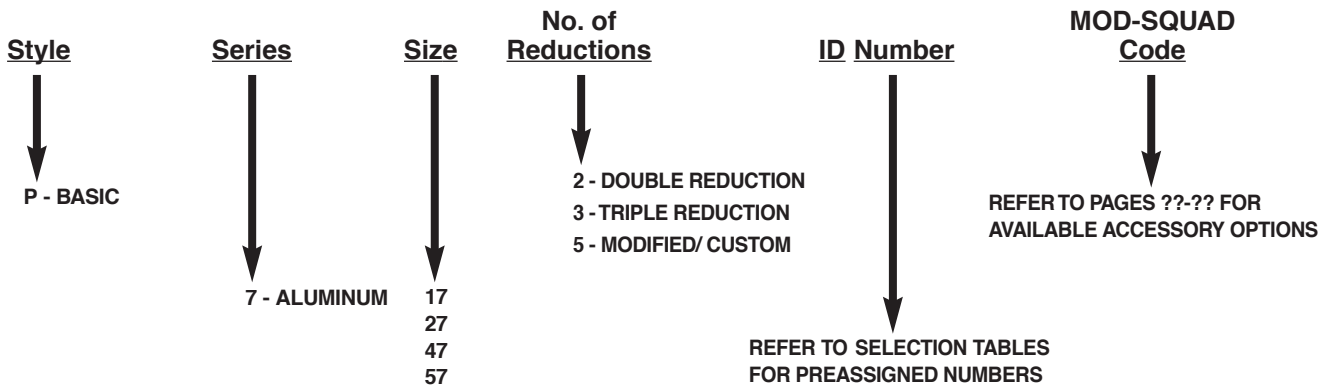 Style
Series
Size
No. of
Reductions
ID Number
MOD-SQUAD
Code
P - BASIC
7 - ALUMINUM
17
27
47
57
2 - DOUBLE REDUCTION
3 - TRIPLE REDUCTION
5 - MODIFIED/ CUSTOM
REFER TO SELECTION TABLES
FOR PREASSIGNED NUMBERS
REFER TO PAGES ??-?? FOR
AVAILABLE ACCESSORY OPTIONS